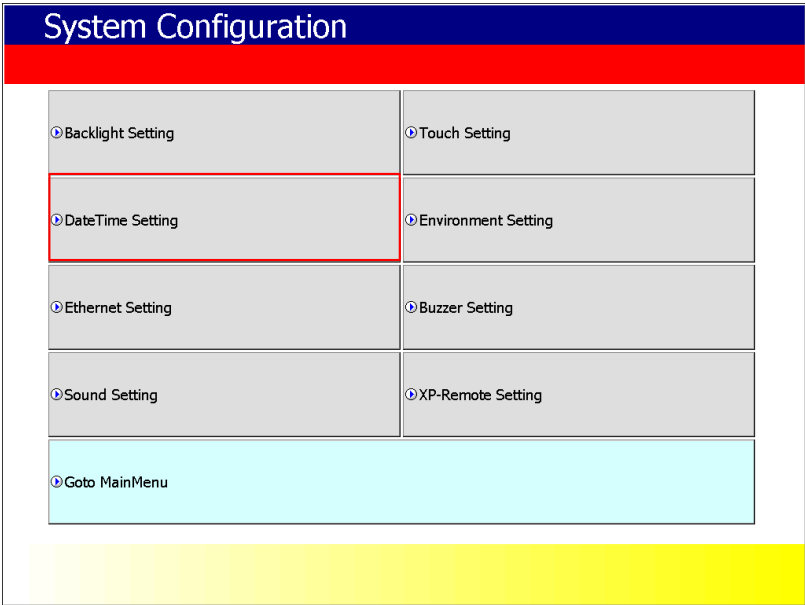 System Configuration
Backlight Setting
Touch Setting
DateTime Setting
Environment Setting
Ethernet Setting
Buzzer Setting
Sound Setting
XP-Remote Setting
Goto MainMenu